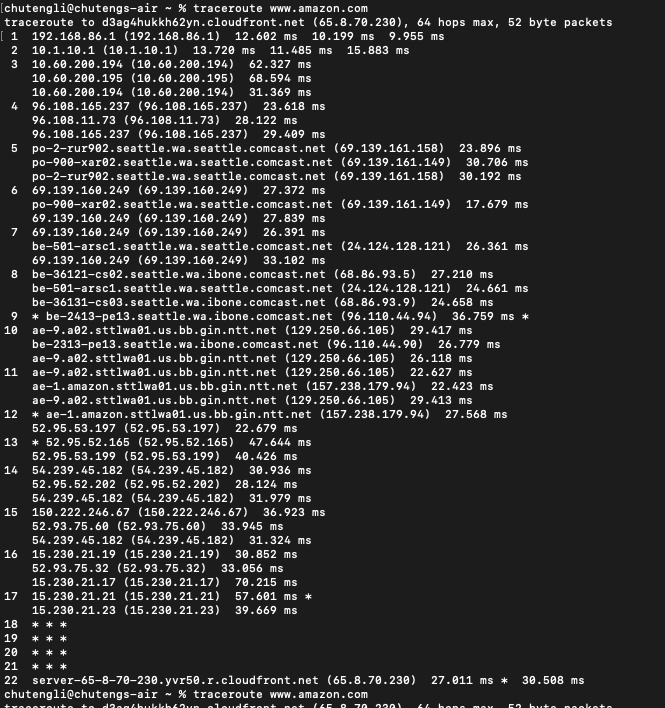 [chutengli@chutengs-air ~ % traceroute www.amazon.com
traceroute to d3ag4hukkh62yn.cloudfront.net (65.8.70.230), 64 hops max, 52 byte packets
[ 1  192.168.86.1 (192.168.86.1)  12.602 ms  10.199 ms  9.955 ms
 2  10.1.10.1 (10.1.10.1)  13.720 ms  11.485 ms  15.883 ms
 3  10.60.200.194 (10.60.200.194)  62.327 ms
    10.60.200.195 (10.60.200.195)  68.594 ms
    10.60.200.194 (10.60.200.194)  31.369 ms
 4  96.108.165.237 (96.108.165.237)  23.618 ms
    96.108.11.73 (96.108.11.73)  28.122 ms
    96.108.165.237 (96.108.165.237)  29.409 ms
 5  po-2-rur902.seattle.wa.seattle.comcast.net (69.139.161.158)  23.896 ms
    po-900-xar02.seattle.wa.seattle.comcast.net (69.139.161.149)  30.706 ms
    po-2-rur902.seattle.wa.seattle.comcast.net (69.139.161.158)  30.192 ms
 6  69.139.160.249 (69.139.160.249)  27.372 ms
    po-900-xar02.seattle.wa.seattle.comcast.net (69.139.161.149)  17.679 ms
    69.139.160.249 (69.139.160.249)  27.839 ms
 7  69.139.160.249 (69.139.160.249)  26.391 ms
    be-501-arsc1.seattle.wa.seattle.comcast.net (24.124.128.121)  26.361 ms
    69.139.160.249 (69.139.160.249)  33.102 ms
 8  be-36121-cs02.seattle.wa.ibone.comcast.net (68.86.93.5)  27.210 ms
    be-501-arsc1.seattle.wa.seattle.comcast.net (24.124.128.121)  24.661 ms
    be-36131-cs03.seattle.wa.ibone.comcast.net (68.86.93.9)  24.658 ms
 9  * be-2413-pe13.seattle.wa.ibone.comcast.net (96.110.44.94)  36.759 ms *
10  ae-9.a02.sttlwa01.us.bb.gin.ntt.net (129.250.66.105)  29.417 ms
    be-2313-pe13.seattle.wa.ibone.comcast.net (96.110.44.90)  26.779 ms
    ae-9.a02.sttlwa01.us.bb.gin.ntt.net (129.250.66.105)  26.118 ms
11  ae-9.a02.sttlwa01.us.bb.gin.ntt.net (129.250.66.105)  22.627 ms
    ae-1.amazon.sttlwa01.us.bb.gin.ntt.net (157.238.179.94)  22.423 ms
    ae-9.a02.sttlwa01.us.bb.gin.ntt.net (129.250.66.105)  29.413 ms
12  * ae-1.amazon.sttlwa01.us.bb.gin.ntt.net (157.238.179.94)  27.568 ms
    52.95.53.197 (52.95.53.197)  22.679 ms
13  * 52.95.52.165 (52.95.52.165)  47.644 ms
    52.95.53.199 (52.95.53.199)  40.426 ms
14  54.239.45.182 (54.239.45.182)  30.936 ms
    52.95.52.202 (52.95.52.202)  28.124 ms
    54.239.45.182 (54.239.45.182)  31.979 ms
15  150.222.246.67 (150.222.246.67)  36.923 ms
    52.93.75.60 (52.93.75.60)  33.945 ms
    54.239.45.182 (54.239.45.182)  31.324 ms
16  15.230.21.19 (15.230.21.19)  30.852 ms
    52.93.75.32 (52.93.75.32)  33.056 ms
    15.230.21.17 (15.230.21.17)  70.215 ms
17  15.230.21.21 (15.230.21.21)  57.601 ms *
    15.230.21.23 (15.230.21.23)  39.669 ms
18  * * *
19  * * *
20  * * *
21  * * *
22  server-65-8-70-230.yvr50.r.cloudfront.net (65.8.70.230)  27.011 ms *  30.508 ms
chutengli@chutengs-air ~ % traceroute www.amazon.com
traceroute to d3ag4hukkh62yn.cloudfront.net (65.8.70.230), 64 hops max, 52 byte packets